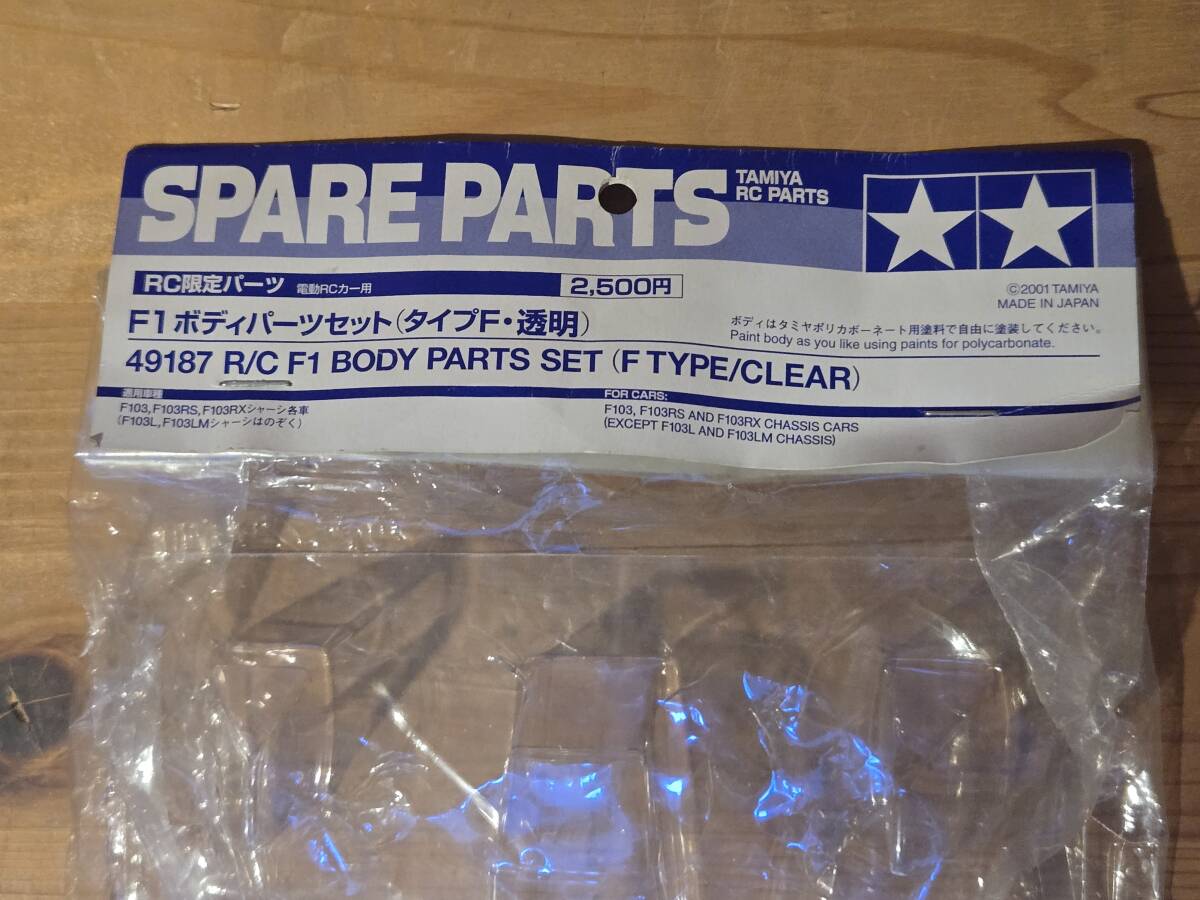 SPARE PARTS
TAMIYA
RC PARTS
RC限定パーツ 電動RCカー用 2,500円
©2001 TAMIYA
MADE IN JAPAN
F1ボディパーツセット(タイプF・透明)
ボディはタミヤポリカーボネート用塗料で自由に塗装してください。
Paint body as you like using paints for polycarbonate.
49187 R/C F1 BODY PARTS SET (F TYPE/CLEAR)
適用車種
F103, F103RS, F103RXシャーシ各車
(F103L, F103LMシャーシはのぞく)
FOR CARS:
F103, F103RS AND F103RX CHASSIS CARS
(EXCEPT F103L AND F103LM CHASSIS)